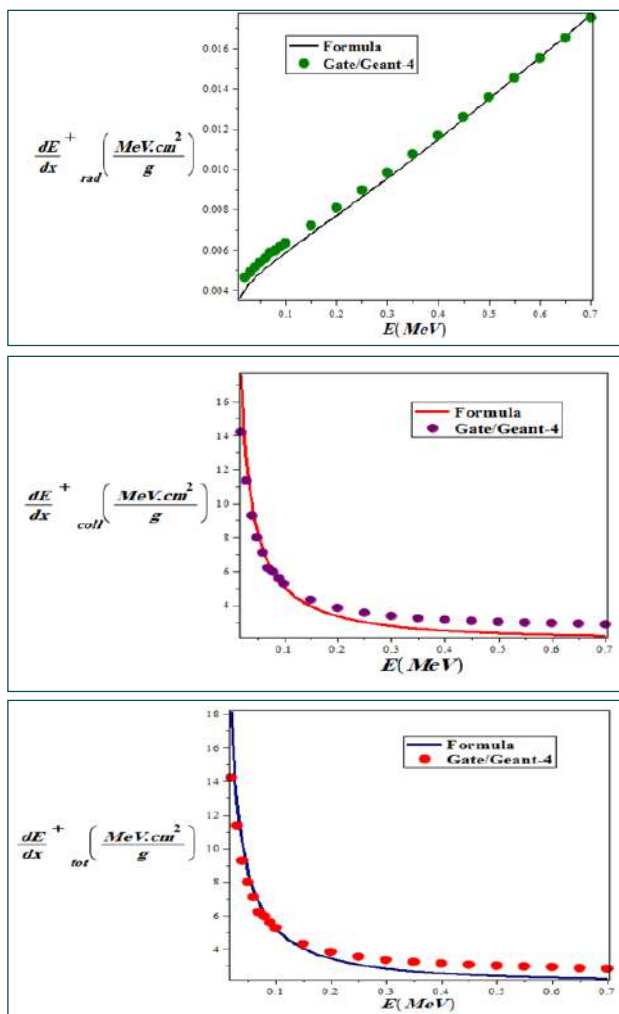 0.016
0.014
0.012
0.010
0.008
0.006
0.004
Formula
Gate/Geant-4
dE/dx + rad (MeV.cm²/g)
0.1 0.2 0.3 0.4 0.5 0.6 0.7
E(MeV)
16
14
12
10
8
6
4
Formula
Gate/Geant-4
dE/dx + coll (MeV.cm²/g)
0.1 0.2 0.3 0.4 0.5 0.6 0.7
E(MeV)
18
16
14
12
10
8
6
4
Formula
Gate/Geant-4
dE/dx + tot (MeV.cm²/g)
0.1 0.2 0.3 0.4 0.5 0.6 0.7
E(MeV)